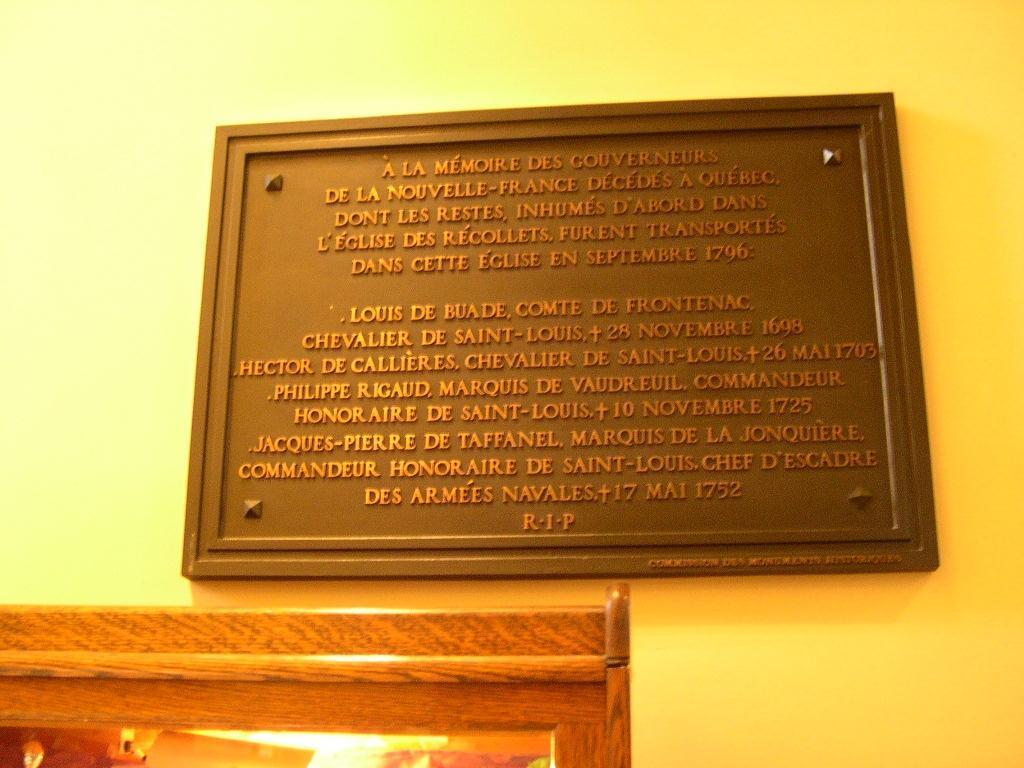 À LA MÉMOIRE DES GOUVERNEURS
DE LA NOUVELLE-FRANCE DÉCÉDÉS À QUÉBEC,
DONT LES RESTES, INHUMÉS D'ABORD DANS
L'ÉGLISE DES RÉCOLLETS, FURENT TRANSPORTÉS
DANS CETTE ÉGLISE EN SEPTEMBRE 1796:
. LOUIS DE BUADE, COMTE DE FRONTENAC,
CHEVALIER DE SAINT-LOUIS, † 28 NOVEMBRE 1698
.HECTOR DE CALLIÈRES, CHEVALIER DE SAINT-LOUIS, † 26 MAI 1703
.PHILIPPE RIGAUD, MARQUIS DE VAUDREUIL, COMMANDEUR
HONORAIRE DE SAINT-LOUIS, † 10 NOVEMBRE 1725
.JACQUES-PIERRE DE TAFFANEL, MARQUIS DE LA JONQUIÈRE,
COMMANDEUR HONORAIRE DE SAINT-LOUIS, CHEF D'ESCADRE
DES ARMÉES NAVALES, † 17 MAI 1752
R·I·P
COMMISSION DES MONUMENTS HISTORIQUES